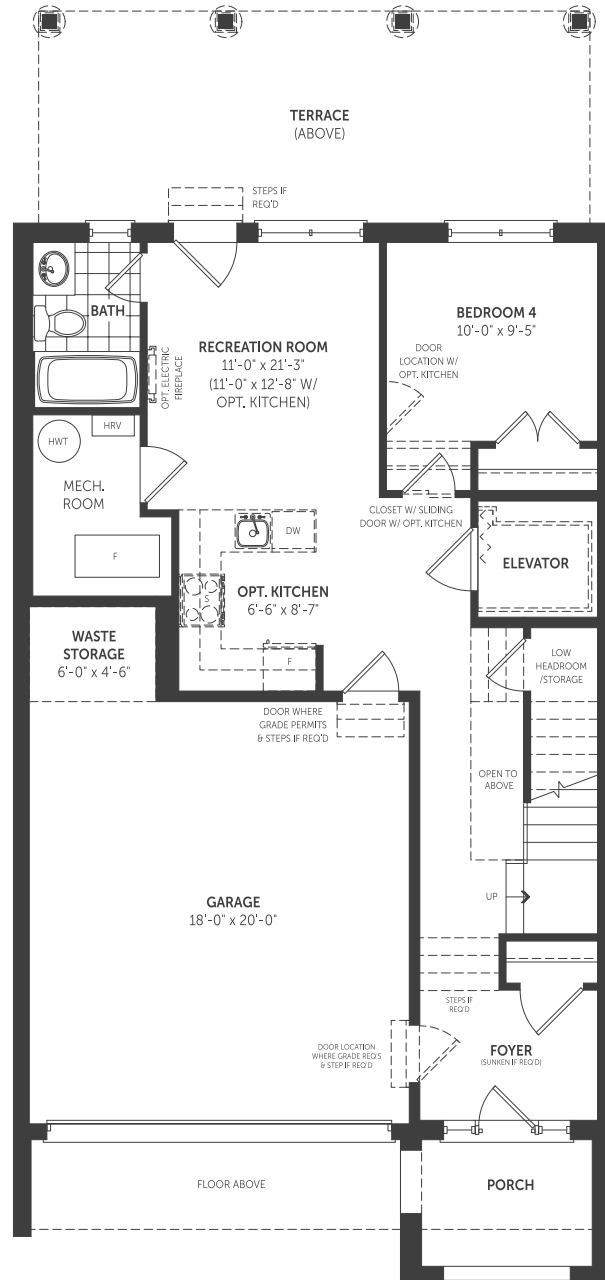 TERRACE
(ABOVE)
STEPS IF
REQ'D
BATH
OPT. ELECTRIC
FIREPLACE
RECREATION ROOM
11'-0" x 21'-3"
(11'-0" x 12'-8" W/
OPT. KITCHEN)
BEDROOM 4
10'-0" x 9'-5"
DOOR
LOCATION W/
OPT. KITCHEN
HWT
HRV
MECH.
ROOM
F
CLOSET W/ SLIDING
DOOR W/ OPT. KITCHEN
DW
S
OPT. KITCHEN
6'-6" x 8'-7"
F
ELEVATOR
WASTE
STORAGE
6'-0" x 4'-6"
LOW
HEADROOM
/STORAGE
DOOR WHERE
GRADE PERMITS
& STEPS IF REQ'D
OPEN TO
ABOVE
UP
GARAGE
18'-0" x 20'-0"
STEPS IF
REQ'D
DOOR LOCATION
WHERE GRADE REQ'S
& STEP IF REQ'D
FOYER
(SUNKEN IF REQ'D)
FLOOR ABOVE
PORCH